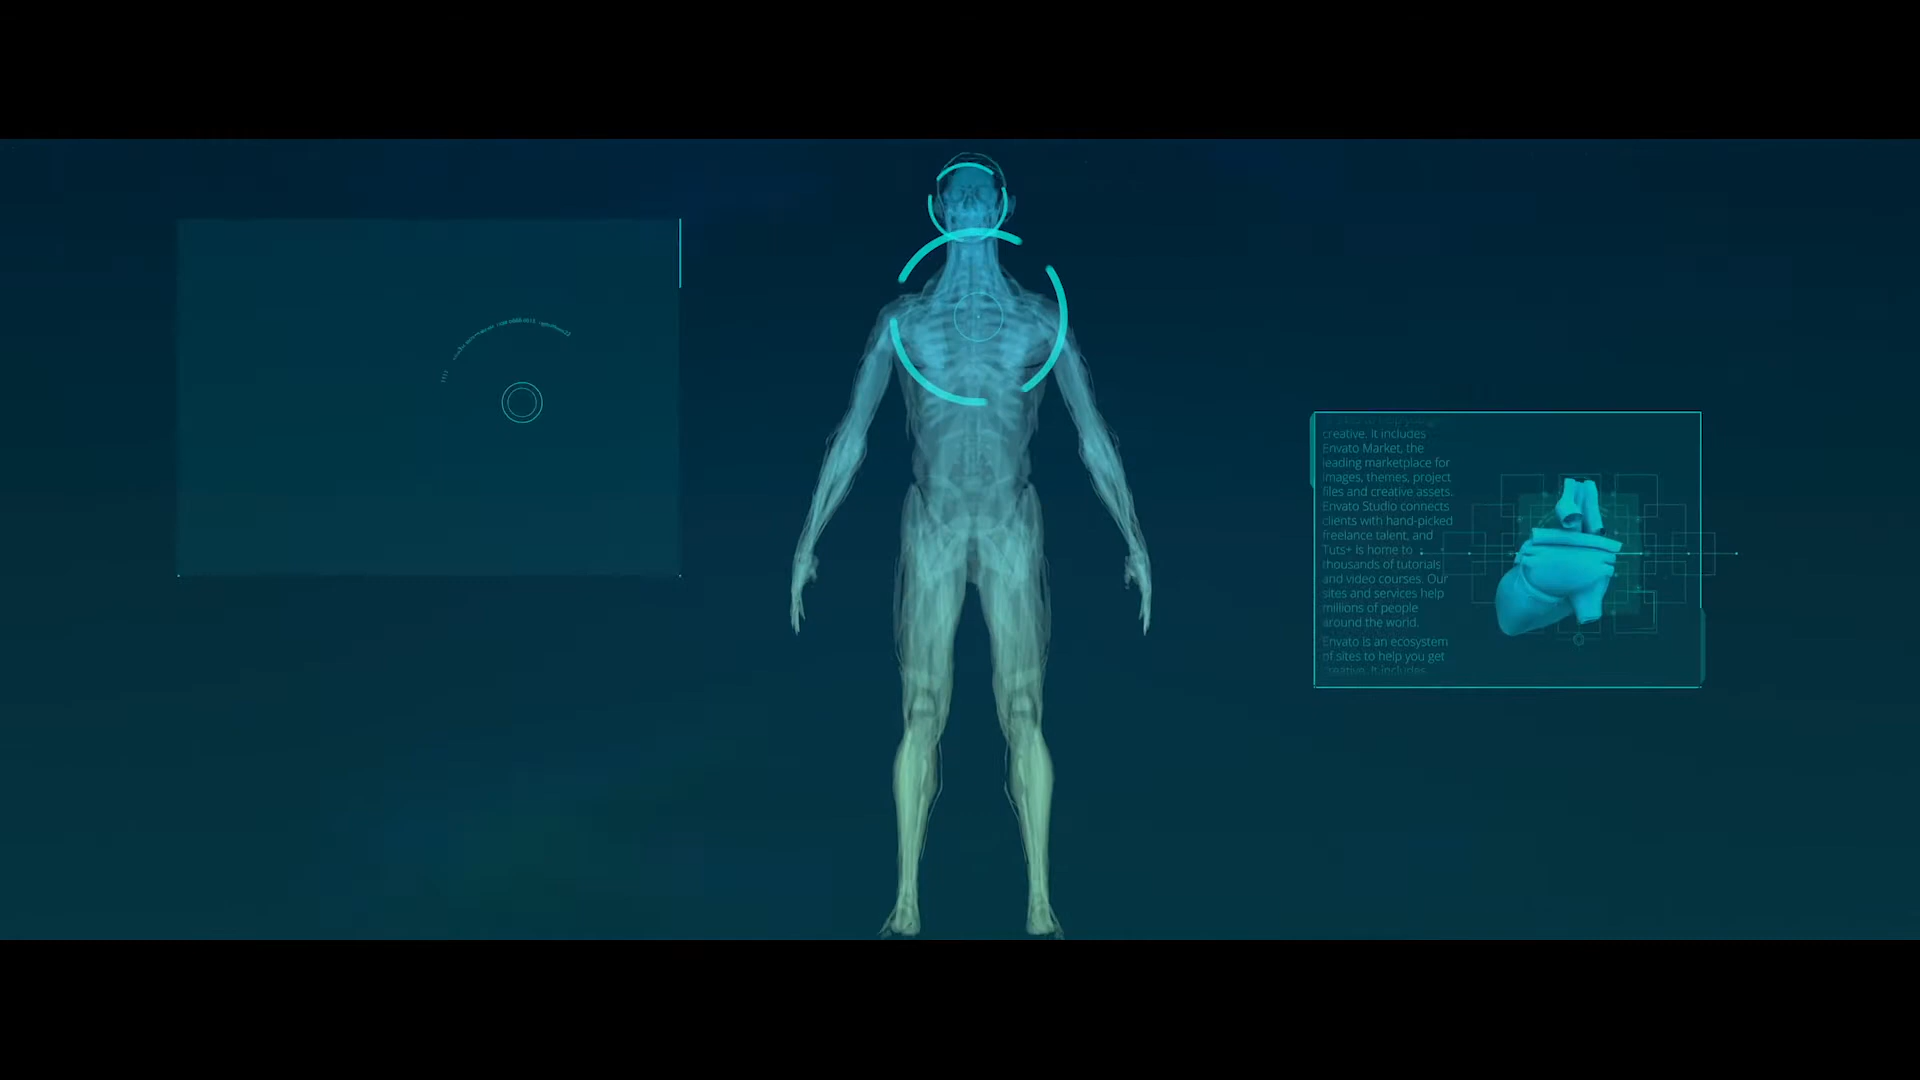 creative. It includes
Envato Market, the
leading marketplace for
images, themes, project
files and creative assets.
Envato Studio connects
clients with hand-picked
freelance talent, and
Tuts+ is home to
thousands of tutorials
and video courses. Our
sites and services help
millions of people
around the world.
Envato is an ecosystem
of sites to help you get
creative. It includes